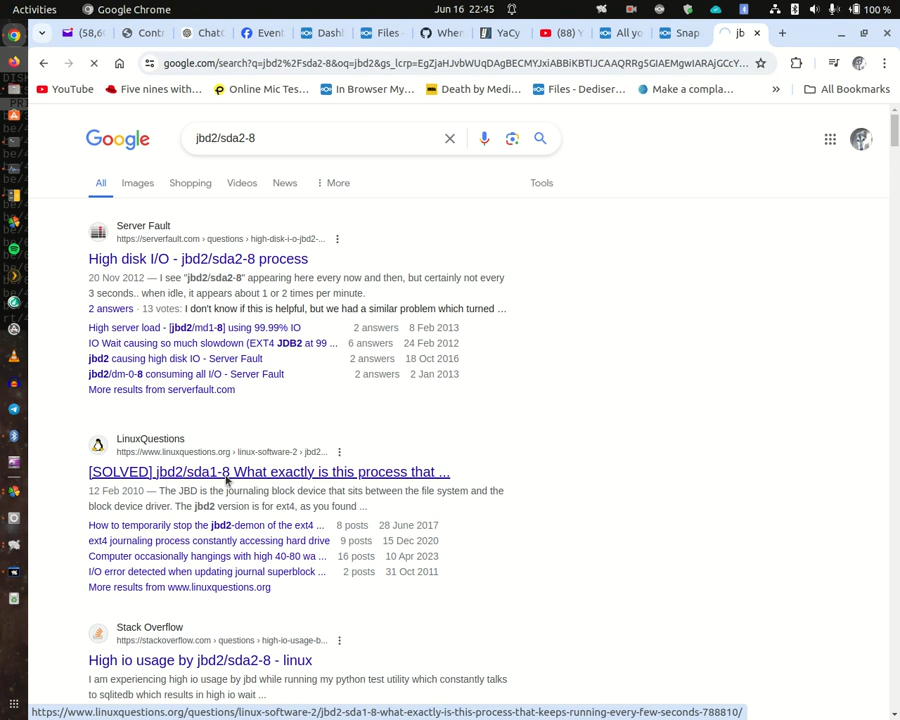 Activities
Google Chrome
Jun 16 22:45
100 %
(58,6
Contr
ChatG
Event
Dashl
Files -
When
YaCy
(88) Y
All yo
Snap
jb
google.com/search?q=jbd2%2Fsda2-8&oq=jbd2&gs_lcrp=EgZjaHJvbWUqDAgBECMYJxiABBiKBTIJCAAQRRg5GIAEMgwIARAJGCcY...
YouTube
Five nines with...
Online Mic Tes...
In Browser My...
Death by Medi...
Files - Dediser...
Make a compla...
»
All Bookmarks
Google
jbd2/sda2-8
All
Images
Shopping
Videos
News
More
Tools
Server Fault
https://serverfault.com › questions › high-disk-i-o-jbd2-...
High disk I/O - jbd2/sda2-8 process
20 Nov 2012 — I see "jbd2/sda2-8" appearing here every now and then, but certainly not every
3 seconds.. when idle, it appears about 1 or 2 times per minute.
2 answers · 13 votes: I don't know if this is helpful, but we had a similar problem which turned ...
High server load - [jbd2/md1-8] using 99.99% IO 2 answers 8 Feb 2013
IO Wait causing so much slowdown (EXT4 JDB2 at 99 ... 6 answers 24 Feb 2012
jbd2 causing high disk IO - Server Fault 2 answers 18 Oct 2016
jbd2/dm-0-8 consuming all I/O - Server Fault 2 answers 2 Jan 2013
More results from serverfault.com
LinuxQuestions
https://www.linuxquestions.org › linux-software-2 › jbd2...
[SOLVED] jbd2/sda1-8 What exactly is this process that ...
12 Feb 2010 — The JBD is the journaling block device that sits between the file system and the
block device driver. The jbd2 version is for ext4, as you found ...
How to temporarily stop the jbd2-demon of the ext4 ... 8 posts 28 June 2017
ext4 journaling process constantly accessing hard drive 9 posts 15 Dec 2020
Computer occasionally hangings with high 40-80 wa ... 16 posts 10 Apr 2023
I/O error detected when updating journal superblock ... 2 posts 31 Oct 2011
More results from www.linuxquestions.org
Stack Overflow
https://stackoverflow.com › questions › high-io-usage-b...
High io usage by jbd2/sda2-8 - linux
I am experiencing high io usage by jbd while running my python test utility which constantly talks
to sqlitedb which results in high io wait ...
https://www.linuxquestions.org/questions/linux-software-2/jbd2-sda1-8-what-exactly-is-this-process-that-keeps-running-every-few-seconds-788810/